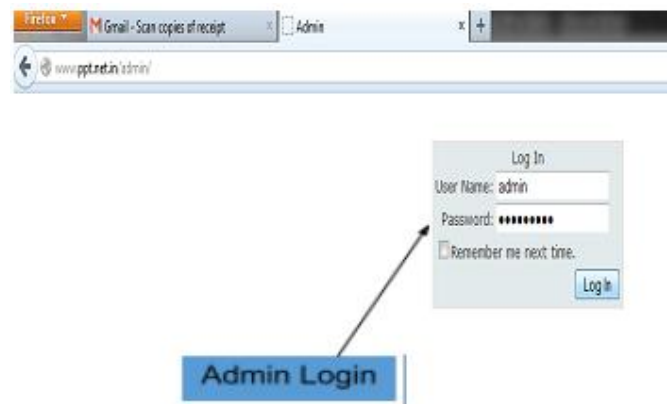 Firefox
Gmail - Scan copies of receipt x Admin x +
www.ppt.net.in/admin/
Log In
User Name: admin
Password: •••••••••
Remember me next time.
Log In
Admin Login